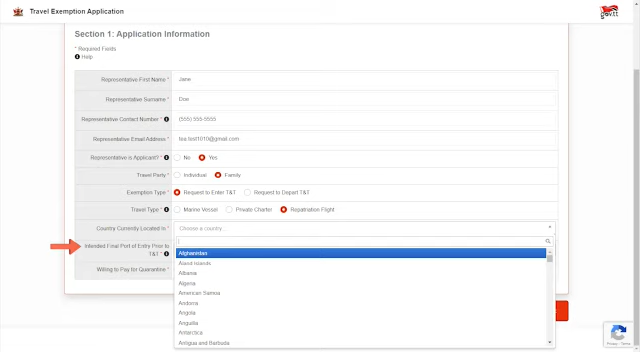 Travel Exemption Application
gov.tt
Section 1: Application Information
* Required Fields
Help
Representative First Name * Jane
Representative Surname * Doe
Representative Contact Number * (555) 555-5555
Representative Email Address * tea.test1010@gmail.com
Representative is Applicant? * No Yes
Travel Party * Individual Family
Exemption Type * Request to Enter T&T Request to Depart T&T
Travel Type * Marine Vessel Private Charter Repatriation Flight
Country Currently Located In * Choose a country...
Intended Final Port of Entry Prior to
T&T *
Willing to Pay for Quarantine *
Afghanistan
Aland Islands
Albania
Algeria
American Samoa
Andorra
Angola
Anguilla
Antarctica
Antigua and Barbuda
Privacy - Terms